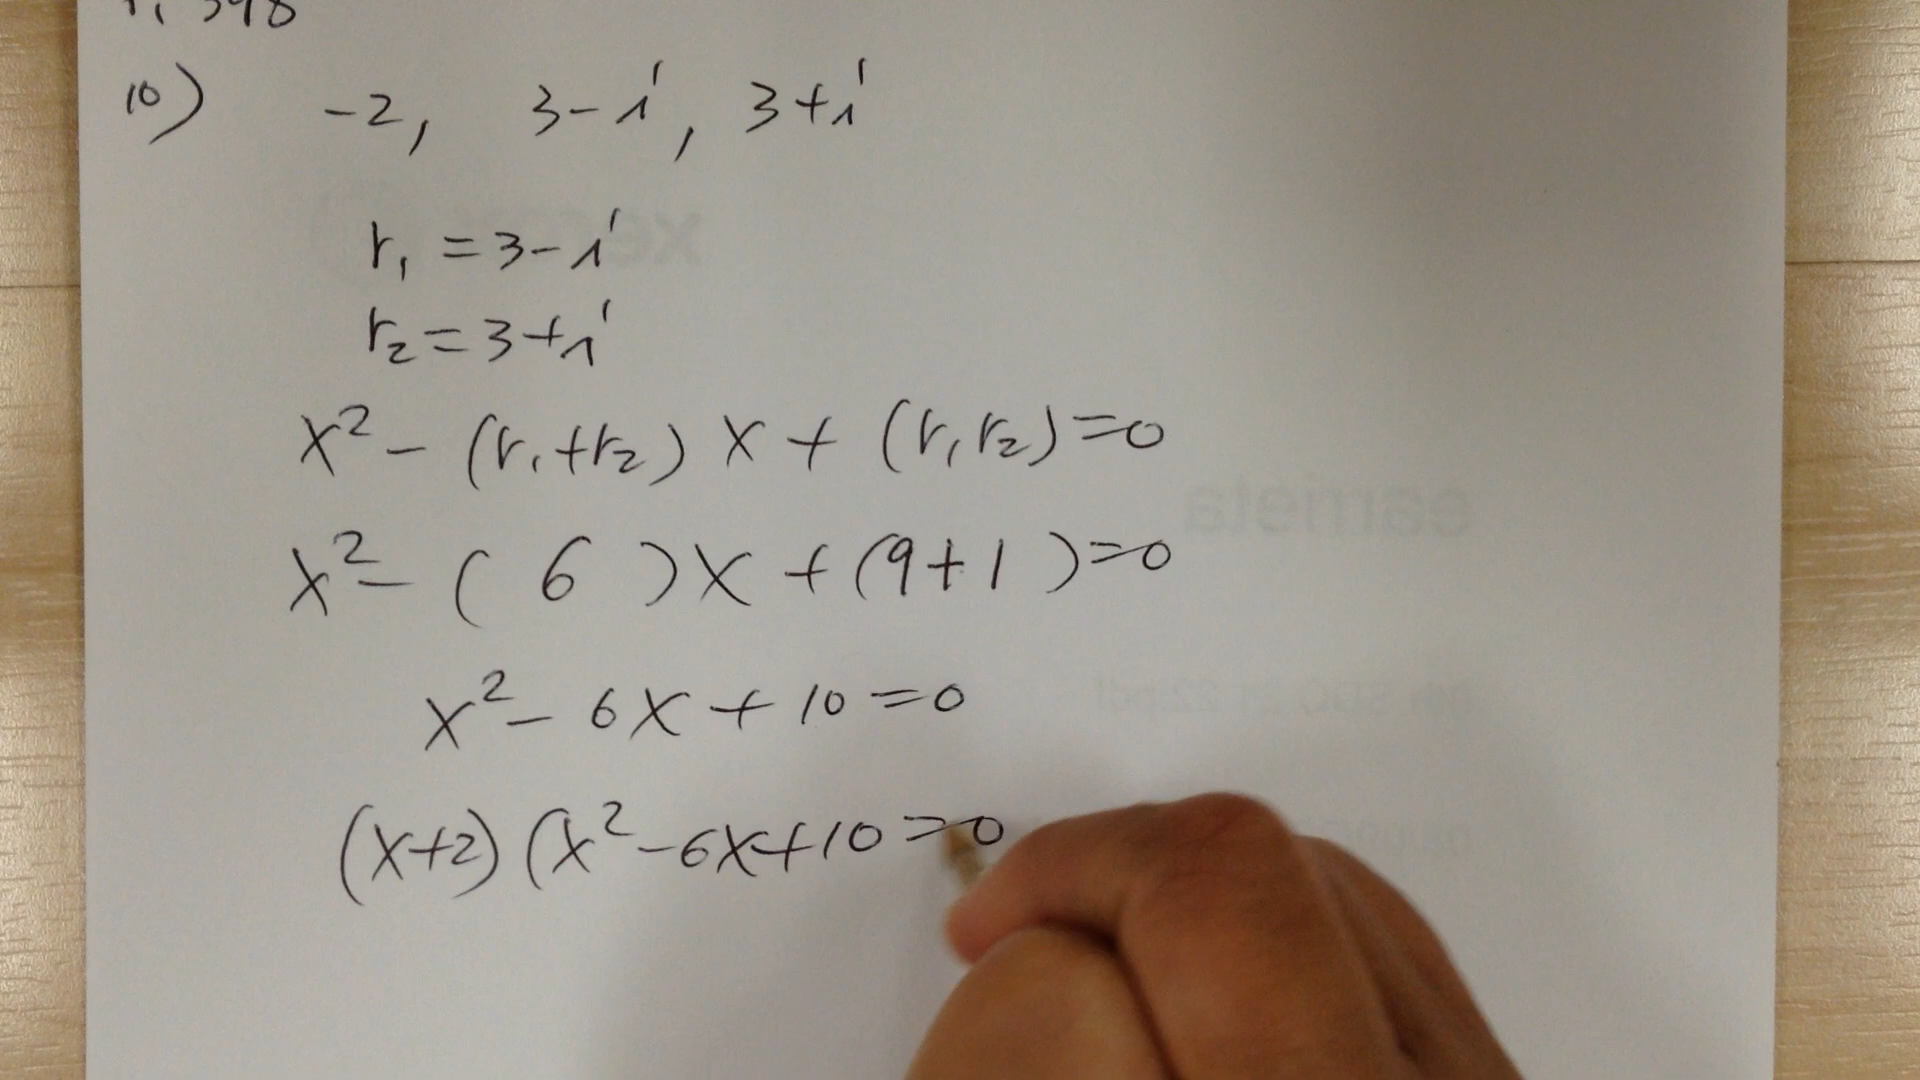 10) -2, 3-i, 3+i
r₁ = 3-i
r₂ = 3+i
x² - (r₁+r₂) x + (r₁r₂) = 0
x² - ( 6 ) x + (9+1) = 0
x² - 6x + 10 = 0
(x+2) (x² - 6x + 10 = 0